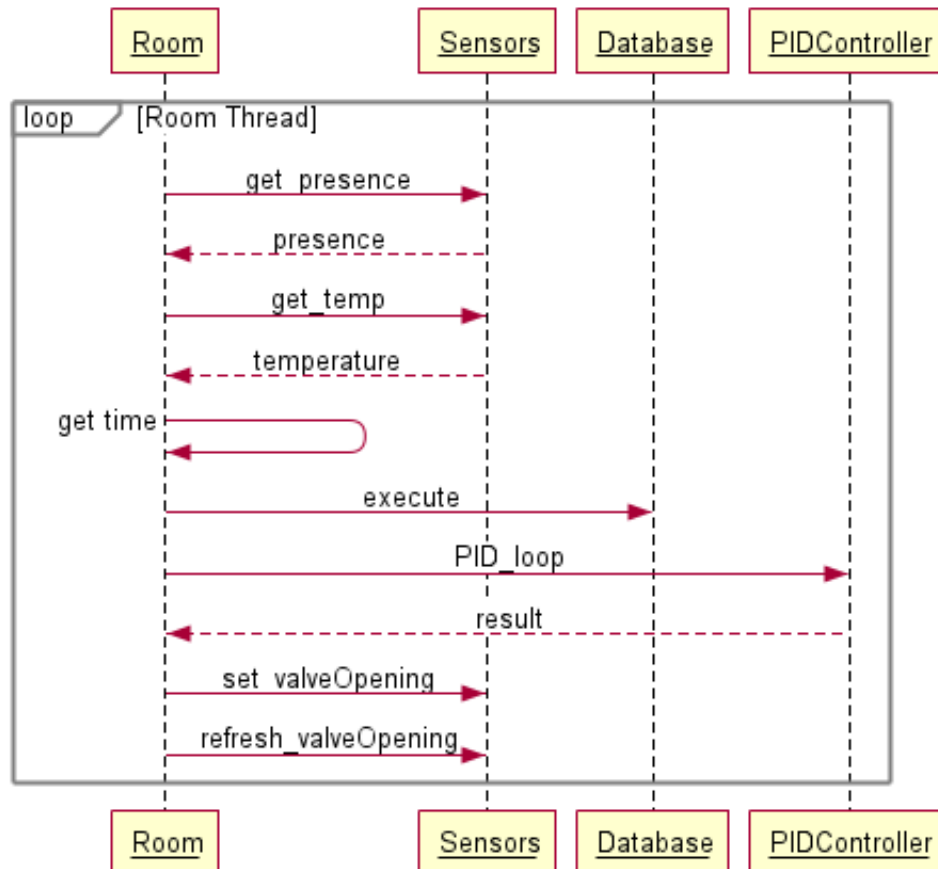 Room Sensors Database PIDController
loop [Room Thread]
get_presence
presence
get_temp
temperature
get time
execute
PID_loop
result
set_valveOpening
refresh_valveOpening
Room Sensors Database PIDController